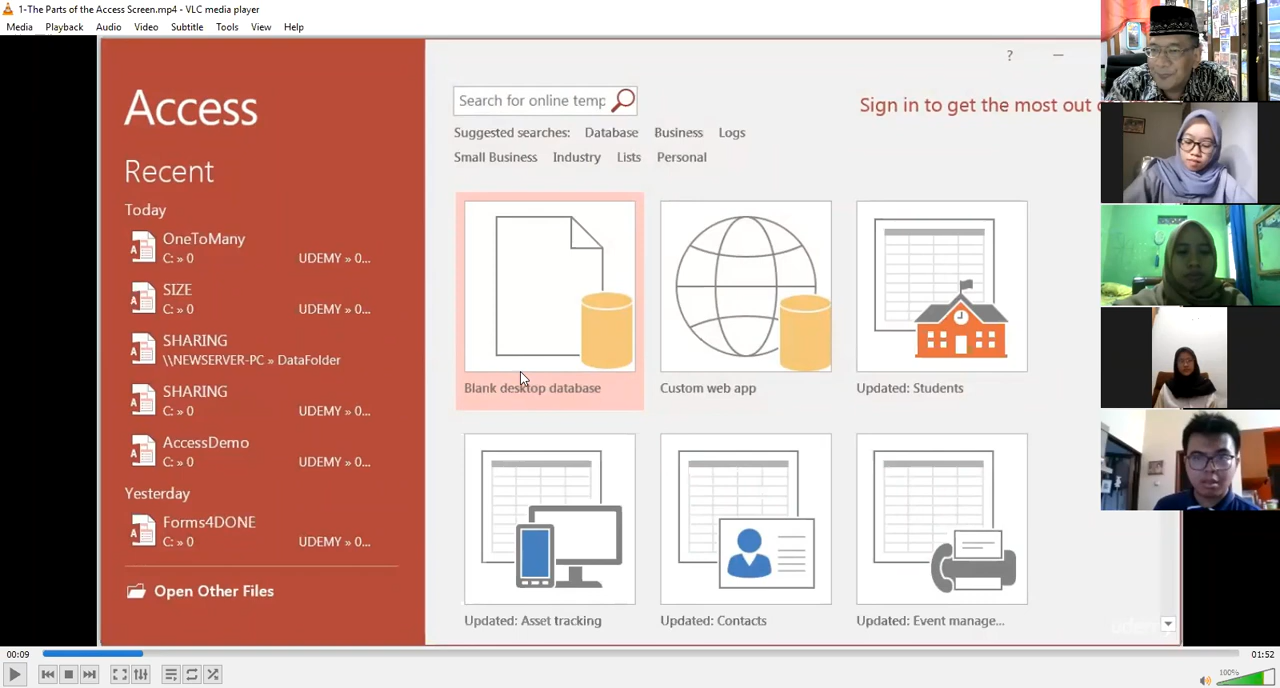 1-The Parts of the Access Screen.mp4 - VLC media player
Media Playback Audio Video Subtitle Tools View Help
?
Access
Search for online temp
Sign in to get the most out
Suggested searches: Database Business Logs
Small Business Industry Lists Personal
Recent
Today
OneToMany
C: » 0 UDEMY » 0...
SIZE
C: » 0 UDEMY » 0...
SHARING
\\NEWSERVER-PC » DataFolder
SHARING
C: » 0 UDEMY » 0...
AccessDemo
C: » 0 UDEMY » 0...
Yesterday
Forms4DONE
C: » 0 UDEMY » 0...
Open Other Files
Blank desktop database
Custom web app
Updated: Students
Updated: Asset tracking
Updated: Contacts
Updated: Event manage...
udemy
00:09
01:52
100%